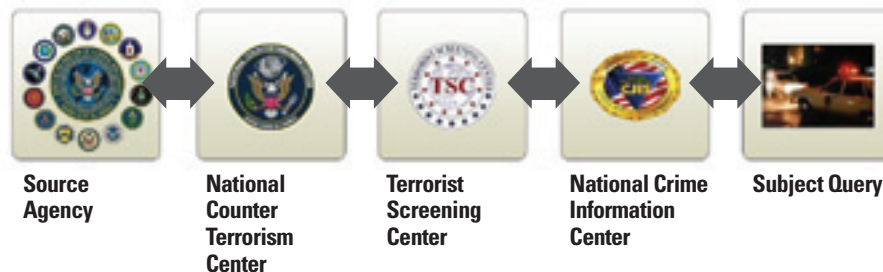 TSC
CJIS
Source
Agency
National
Counter
Terrorism
Center
Terrorist
Screening
Center
National Crime
Information
Center
Subject Query